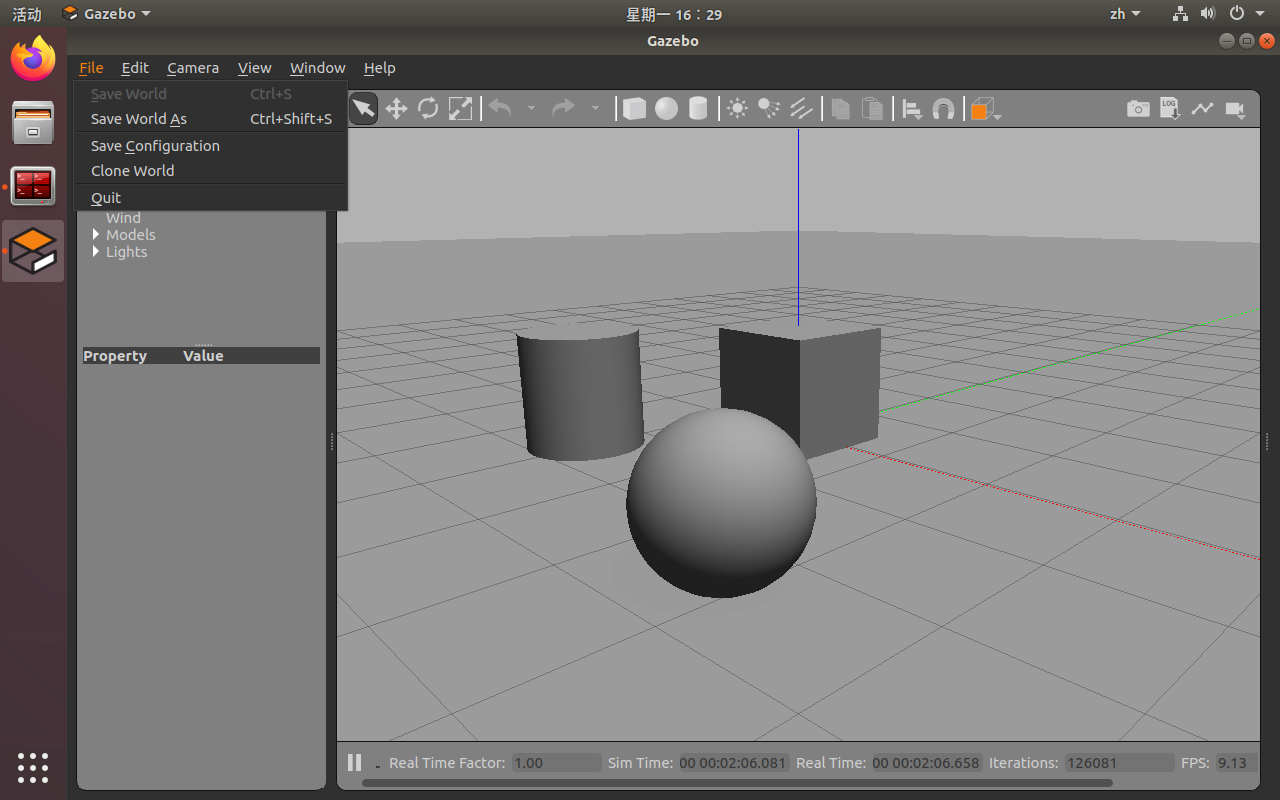 活动 Gazebo 星期一 16：29 zh
Gazebo
File Edit Camera View Window Help
Save World Ctrl+S
Save World As Ctrl+Shift+S
Save Configuration
Clone World
Quit
LOG
Wind
Models
Lights
Property Value
Real Time Factor: 1.00 Sim Time: 00 00:02:06.081 Real Time: 00 00:02:06.658 Iterations: 126081 FPS: 9.13